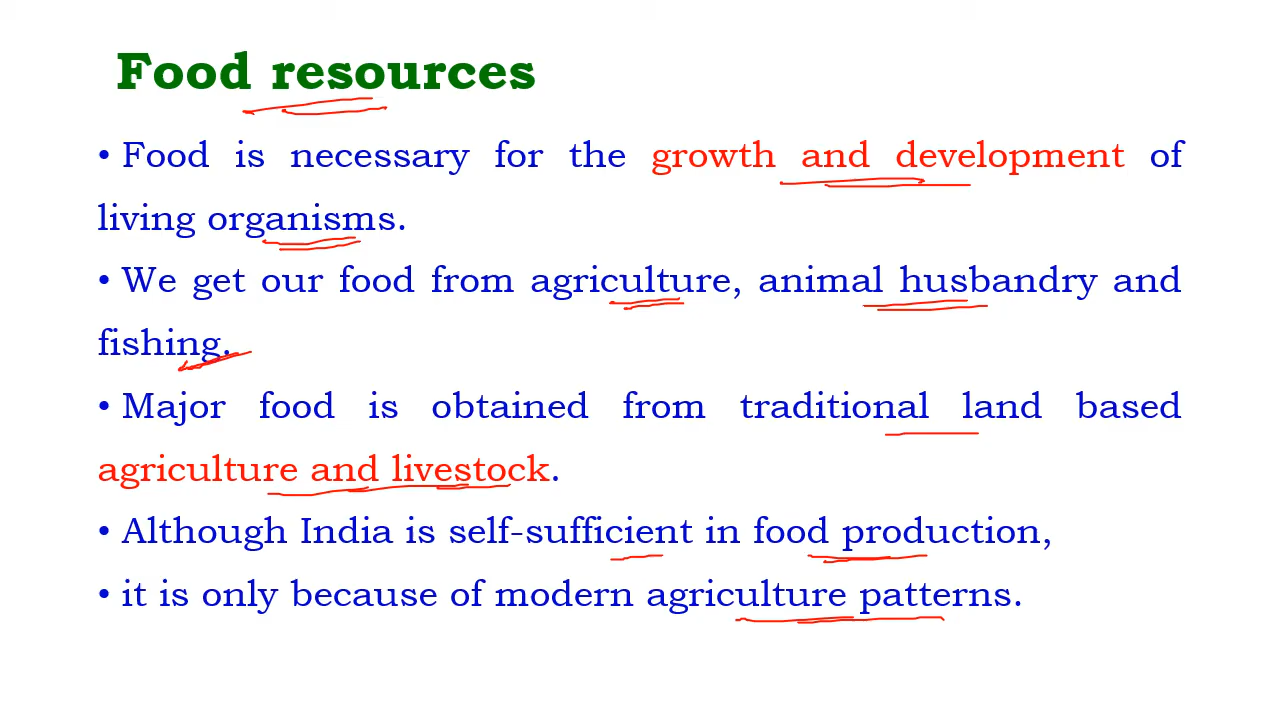 Food resources
• Food is necessary for the growth and development of
living organisms.
• We get our food from agriculture, animal husbandry and
fishing.
• Major food is obtained from traditional land based
agriculture and livestock.
• Although India is self-sufficient in food production,
• it is only because of modern agriculture patterns.